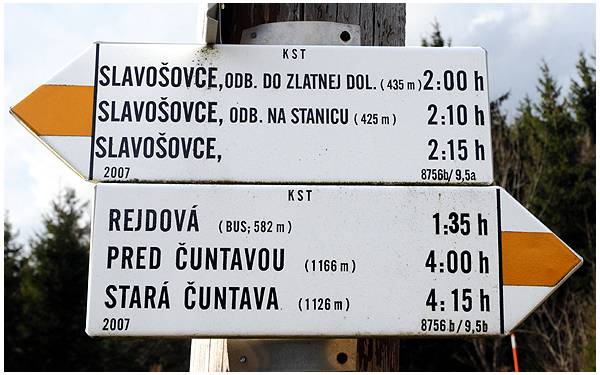 KST
SLAVOŠOVCE, ODB. DO ZLATNEJ DOL. (435 m) 2:00 h
SLAVOŠOVCE, ODB. NA STANICU (425 m) 2:10 h
SLAVOŠOVCE, 2:15 h
2007 8756b/9,5a
KST
REJDOVÁ (BUS; 582 m) 1:35 h
PRED ČUNTAVOU (1166 m) 4:00 h
STARÁ ČUNTAVA (1126 m) 4:15 h
2007 8756 b/9,5b